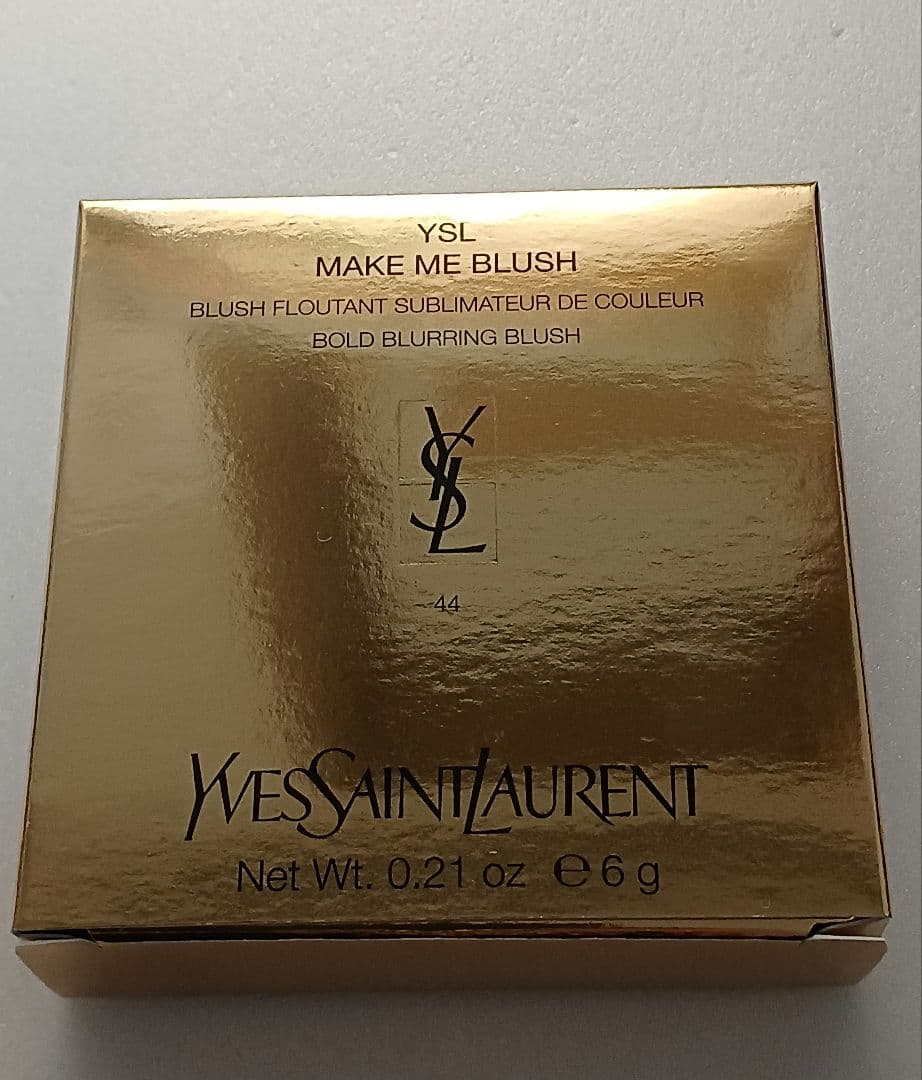 YSL
MAKE ME BLUSH
BLUSH FLOUTANT SUBLIMATEUR DE COULEUR
BOLD BLURRING BLUSH
YSL
44
YVESSAINTLAURENT
Net Wt. 0.21 oz ℮ 6 g